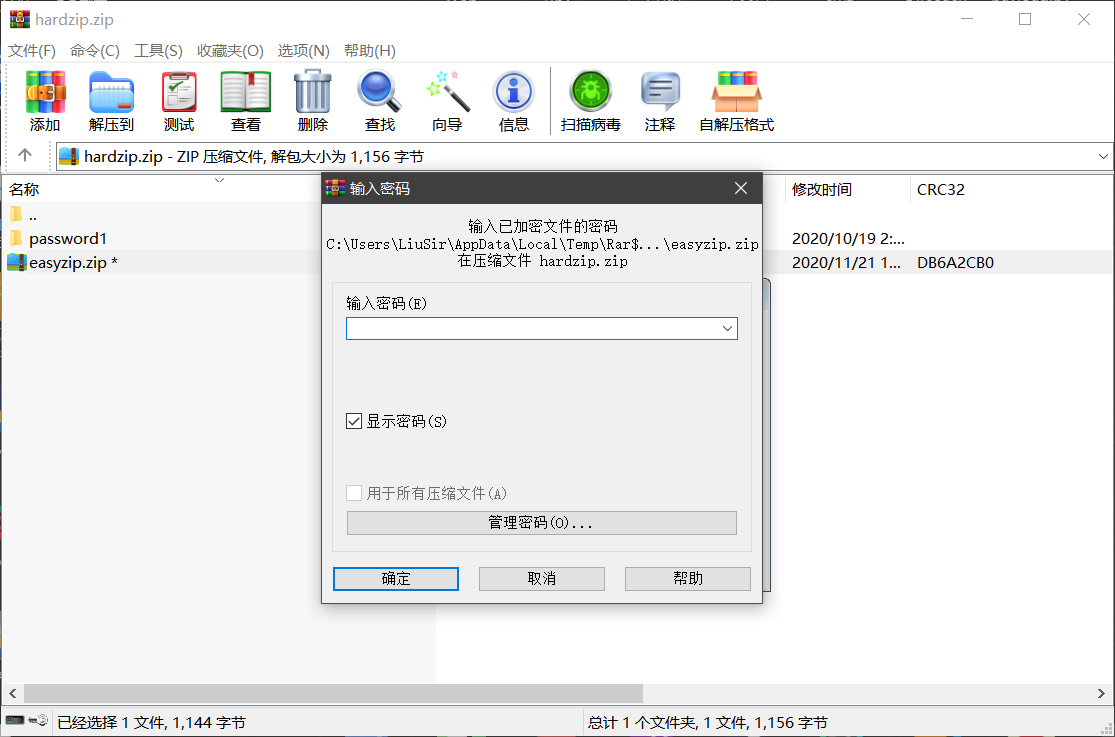 hardzip.zip
文件(F) 命令(C) 工具(S) 收藏夹(O) 选项(N) 帮助(H)
添加 解压到 测试 查看 删除 查找 向导 信息 扫描病毒 注释 自解压格式
hardzip.zip - ZIP 压缩文件, 解包大小为 1,156 字节
名称 修改时间 CRC32
..
password1 2020/10/19 2:...
easyzip.zip * 2020/11/21 1... DB6A2CB0
输入密码
输入已加密文件的密码
C:\Users\LiuSir\AppData\Local\Temp\Rar$...\easyzip.zip
在压缩文件 hardzip.zip
输入密码(E)
显示密码(S)
用于所有压缩文件(A)
管理密码(O)...
确定 取消 帮助
已经选择 1 文件, 1,144 字节 总计 1 个文件夹, 1 文件, 1,156 字节